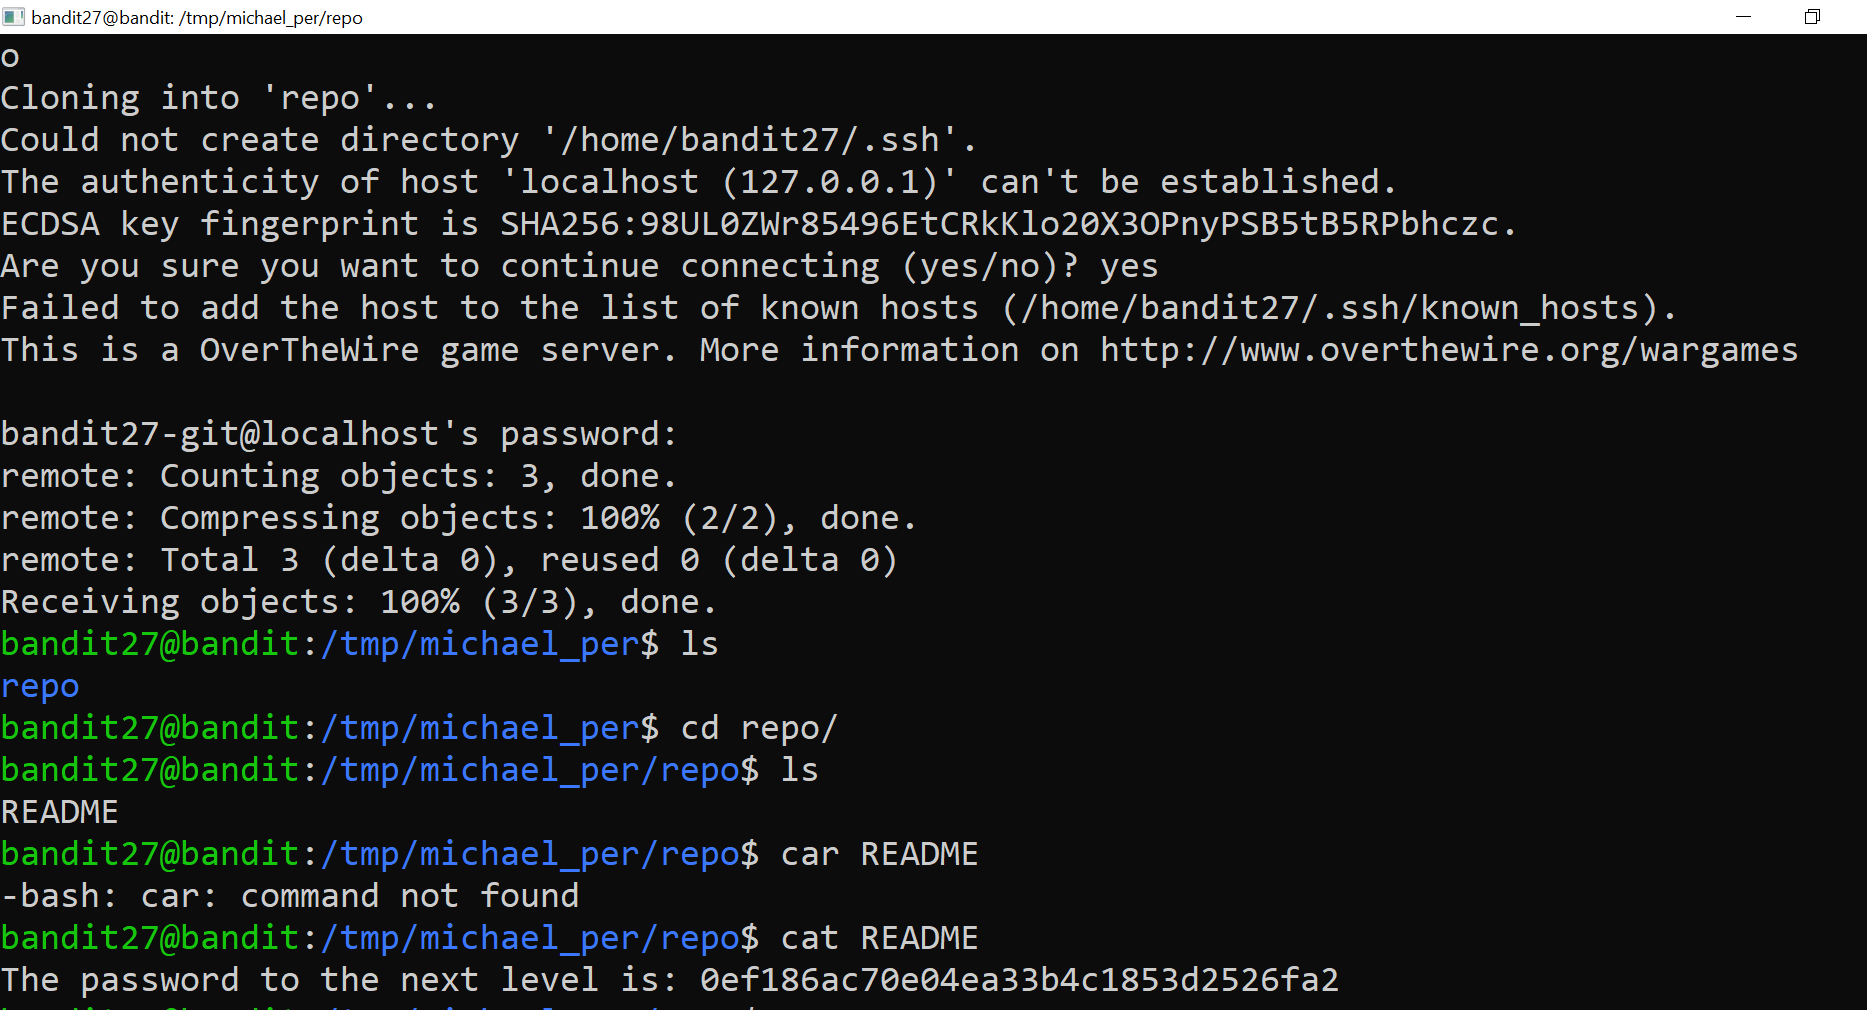 bandit27@bandit: /tmp/michael_per/repo
o
Cloning into 'repo'...
Could not create directory '/home/bandit27/.ssh'.
The authenticity of host 'localhost (127.0.0.1)' can't be established.
ECDSA key fingerprint is SHA256:98UL0ZWr85496EtCRkKlo20X3OPnyPSB5tB5RPbhczc.
Are you sure you want to continue connecting (yes/no)? yes
Failed to add the host to the list of known hosts (/home/bandit27/.ssh/known_hosts).
This is a OverTheWire game server. More information on http://www.overthewire.org/wargames
bandit27-git@localhost's password:
remote: Counting objects: 3, done.
remote: Compressing objects: 100% (2/2), done.
remote: Total 3 (delta 0), reused 0 (delta 0)
Receiving objects: 100% (3/3), done.
bandit27@bandit:/tmp/michael_per$ ls
repo
bandit27@bandit:/tmp/michael_per$ cd repo/
bandit27@bandit:/tmp/michael_per/repo$ ls
README
bandit27@bandit:/tmp/michael_per/repo$ car README
-bash: car: command not found
bandit27@bandit:/tmp/michael_per/repo$ cat README
The password to the next level is: 0ef186ac70e04ea33b4c1853d2526fa2